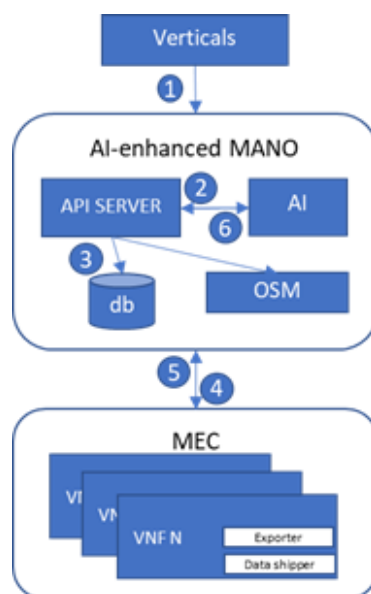 Verticals
1
AI-enhanced MANO
2
API SERVER
AI
6
3
db
OSM
5
4
MEC
VNF N
Exporter
Data shipper